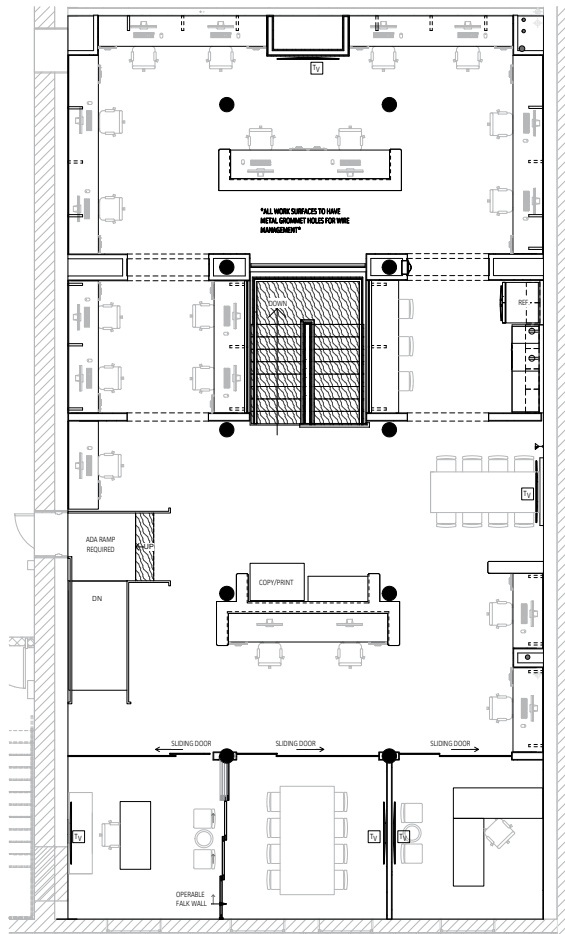 TV
"ALL WORK SURFACES TO HAVE
METAL GROMMET HOLES FOR WIRE
MANAGEMENT"
DOWN
REF.
TV
ADA RAMP
REQUIRED
UP
COPY/PRINT
DN
SLIDING DOOR
SLIDING DOOR
SLIDING DOOR
TV
TV
TV
OPERABLE
FALK WALL